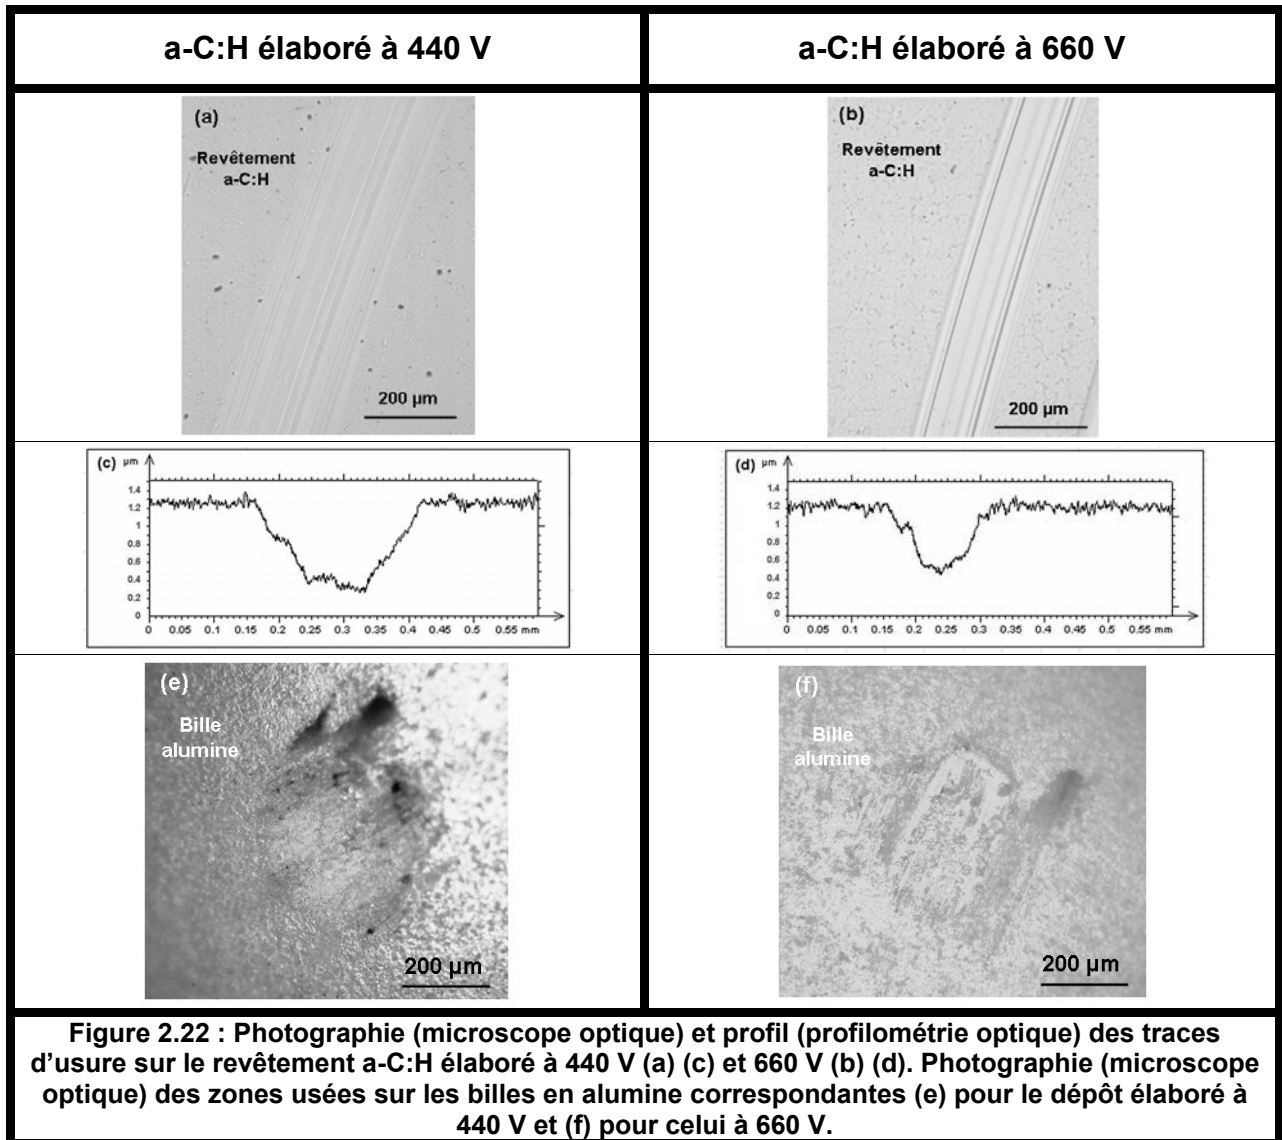 a-C:H élaboré à 440 V
a-C:H élaboré à 660 V
(a)
Revêtement
a-C:H
200 µm
(b)
Revêtement
a-C:H
200 µm
(c) µm
1.4
1.2
1
0.8
0.6
0.4
0.2
0
0 0.05 0.1 0.15 0.2 0.25 0.3 0.35 0.4 0.45 0.5 0.55 mm
(d) µm
1.4
1.2
1
0.8
0.6
0.4
0.2
0
0 0.05 0.1 0.15 0.2 0.25 0.3 0.35 0.4 0.45 0.5 0.55 mm
(e)
Bille
alumine
200 µm
(f)
Bille
alumine
200 µm
Figure 2.22 : Photographie (microscope optique) et profil (profilométrie optique) des traces
d’usure sur le revêtement a-C:H élaboré à 440 V (a) (c) et 660 V (b) (d). Photographie (microscope
optique) des zones usées sur les billes en alumine correspondantes (e) pour le dépôt élaboré à
440 V et (f) pour celui à 660 V.